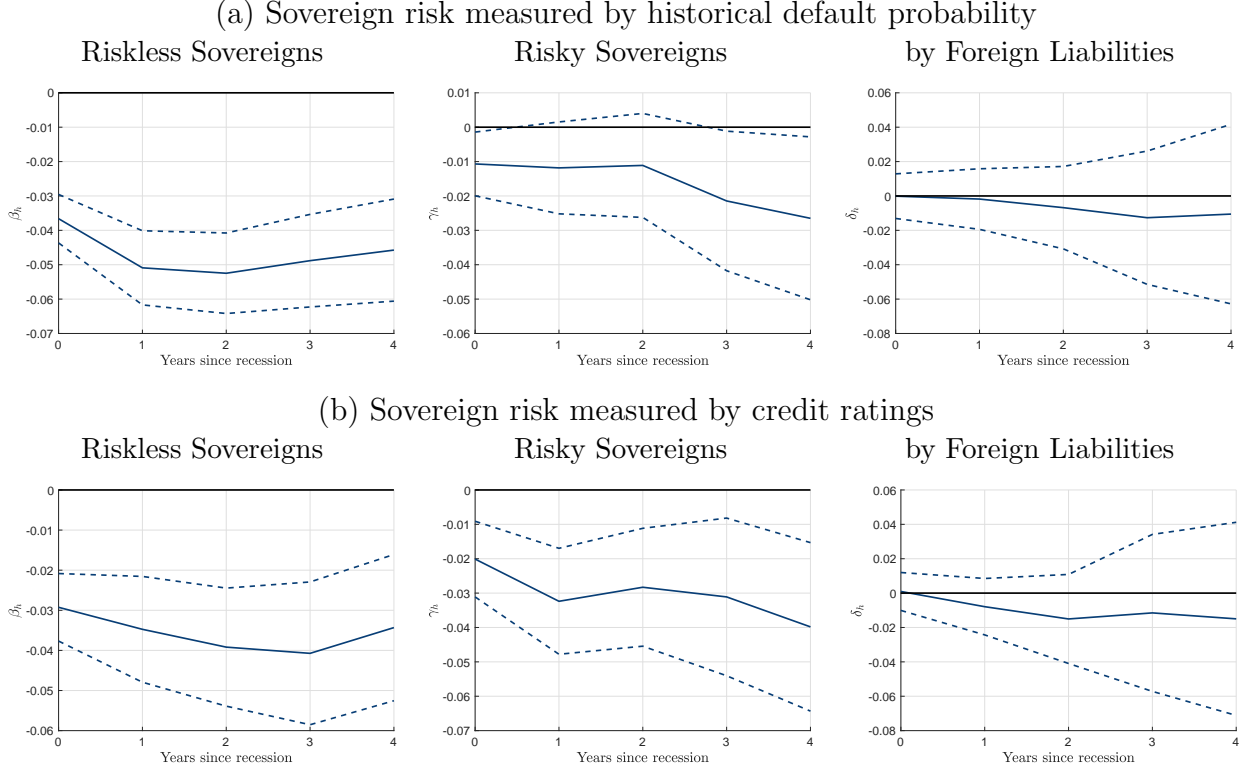 (a) Sovereign risk measured by historical default probability
Riskless Sovereigns
Risky Sovereigns
by Foreign Liabilities
0
-0.01
-0.02
-0.03
-0.04
-0.05
-0.06
-0.07
βh
0 1 2 3 4
Years since recession
0.01
0
-0.01
-0.02
-0.03
-0.04
-0.05
-0.06
γh
0 1 2 3 4
Years since recession
0.06
0.04
0.02
0
-0.02
-0.04
-0.06
-0.08
δh
0 1 2 3 4
Years since recession
(b) Sovereign risk measured by credit ratings
Riskless Sovereigns
Risky Sovereigns
by Foreign Liabilities
0
-0.01
-0.02
-0.03
-0.04
-0.05
-0.06
βh
0 1 2 3 4
Years since recession
0
-0.01
-0.02
-0.03
-0.04
-0.05
-0.06
-0.07
γh
0 1 2 3 4
Years since recession
0.06
0.04
0.02
0
-0.02
-0.04
-0.06
-0.08
δh
0 1 2 3 4
Years since recession